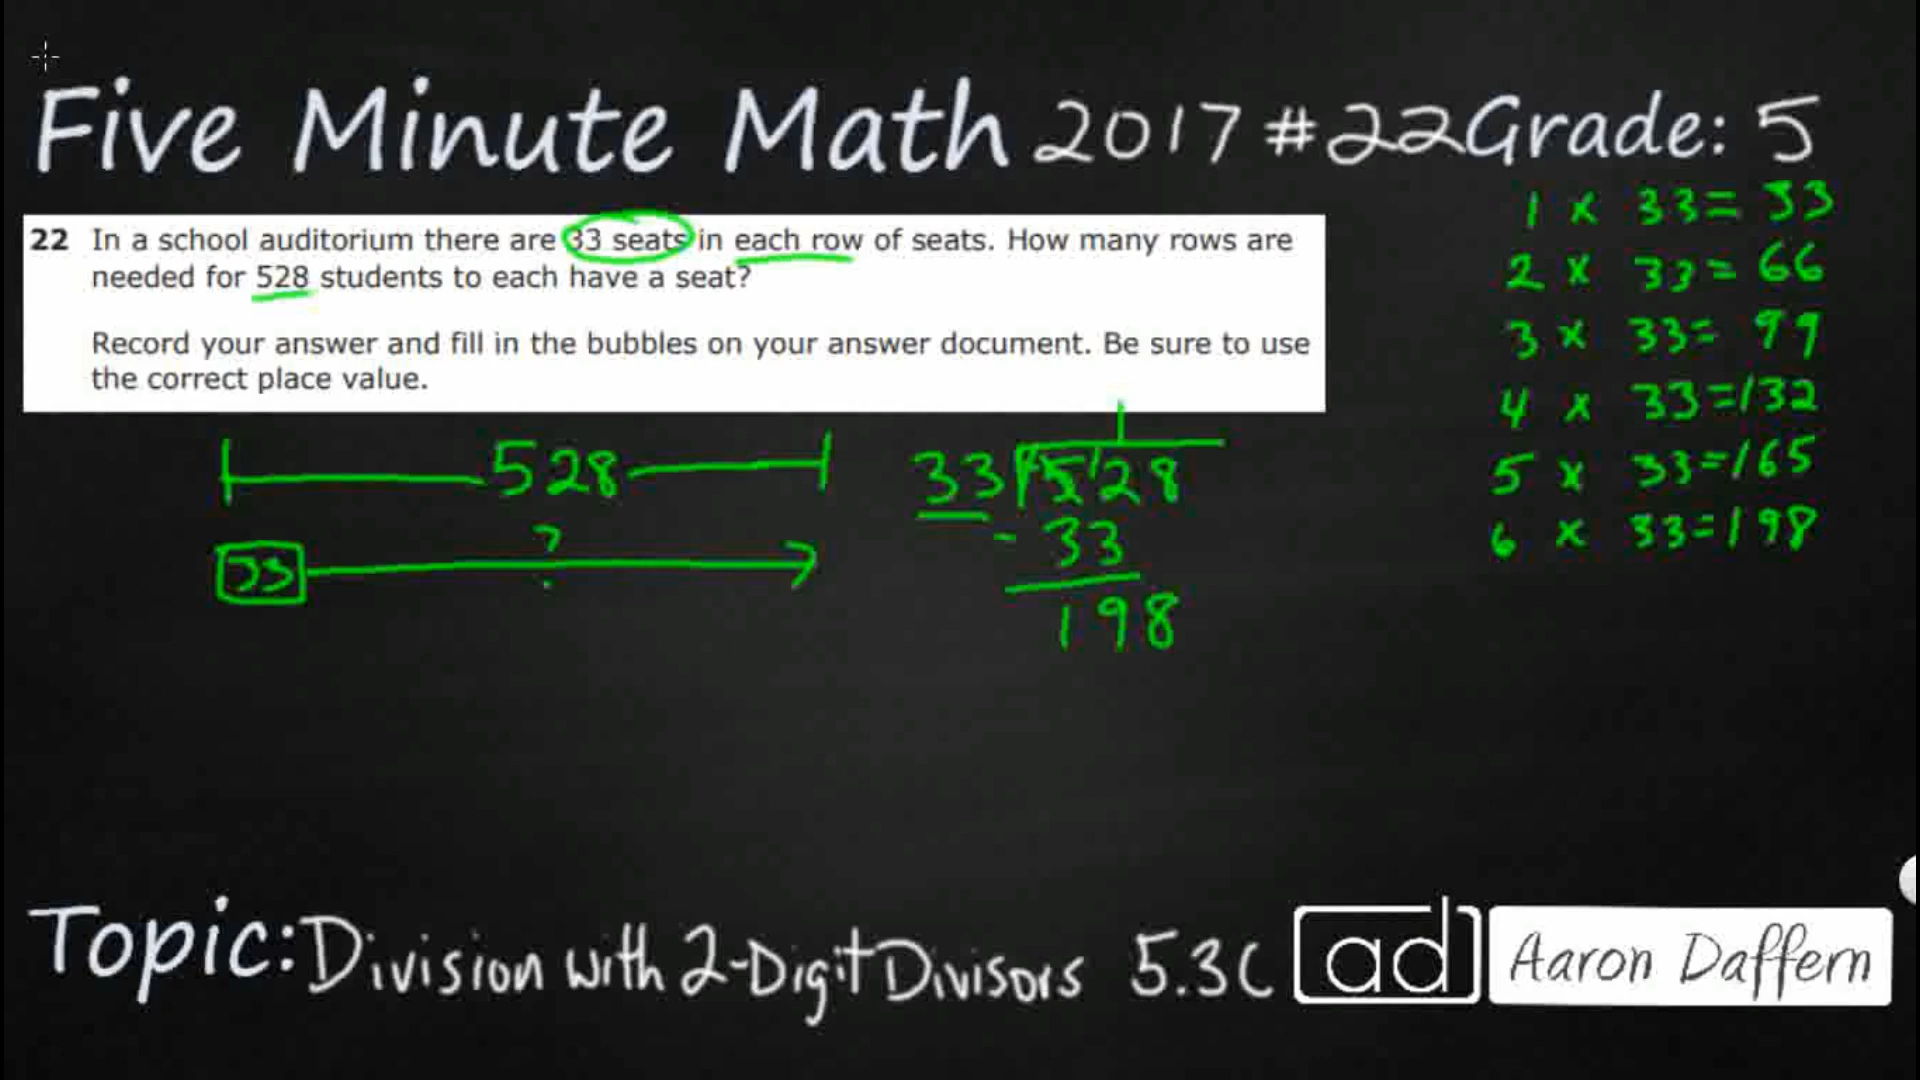 Five Minute Math 2017 #22 Grade: 5
22 In a school auditorium there are 33 seats in each row of seats. How many rows are
needed for 528 students to each have a seat?
Record your answer and fill in the bubbles on your answer document. Be sure to use
the correct place value.
1 x 33 = 33
2 x 33 = 66
3 x 33 = 99
4 x 33 = 132
5 x 33 = 165
6 x 33 = 198
528
?
33
1
33 528
- 33
198
Topic: Division with 2-Digit Divisors 5.3C
ad Aaron Daffern